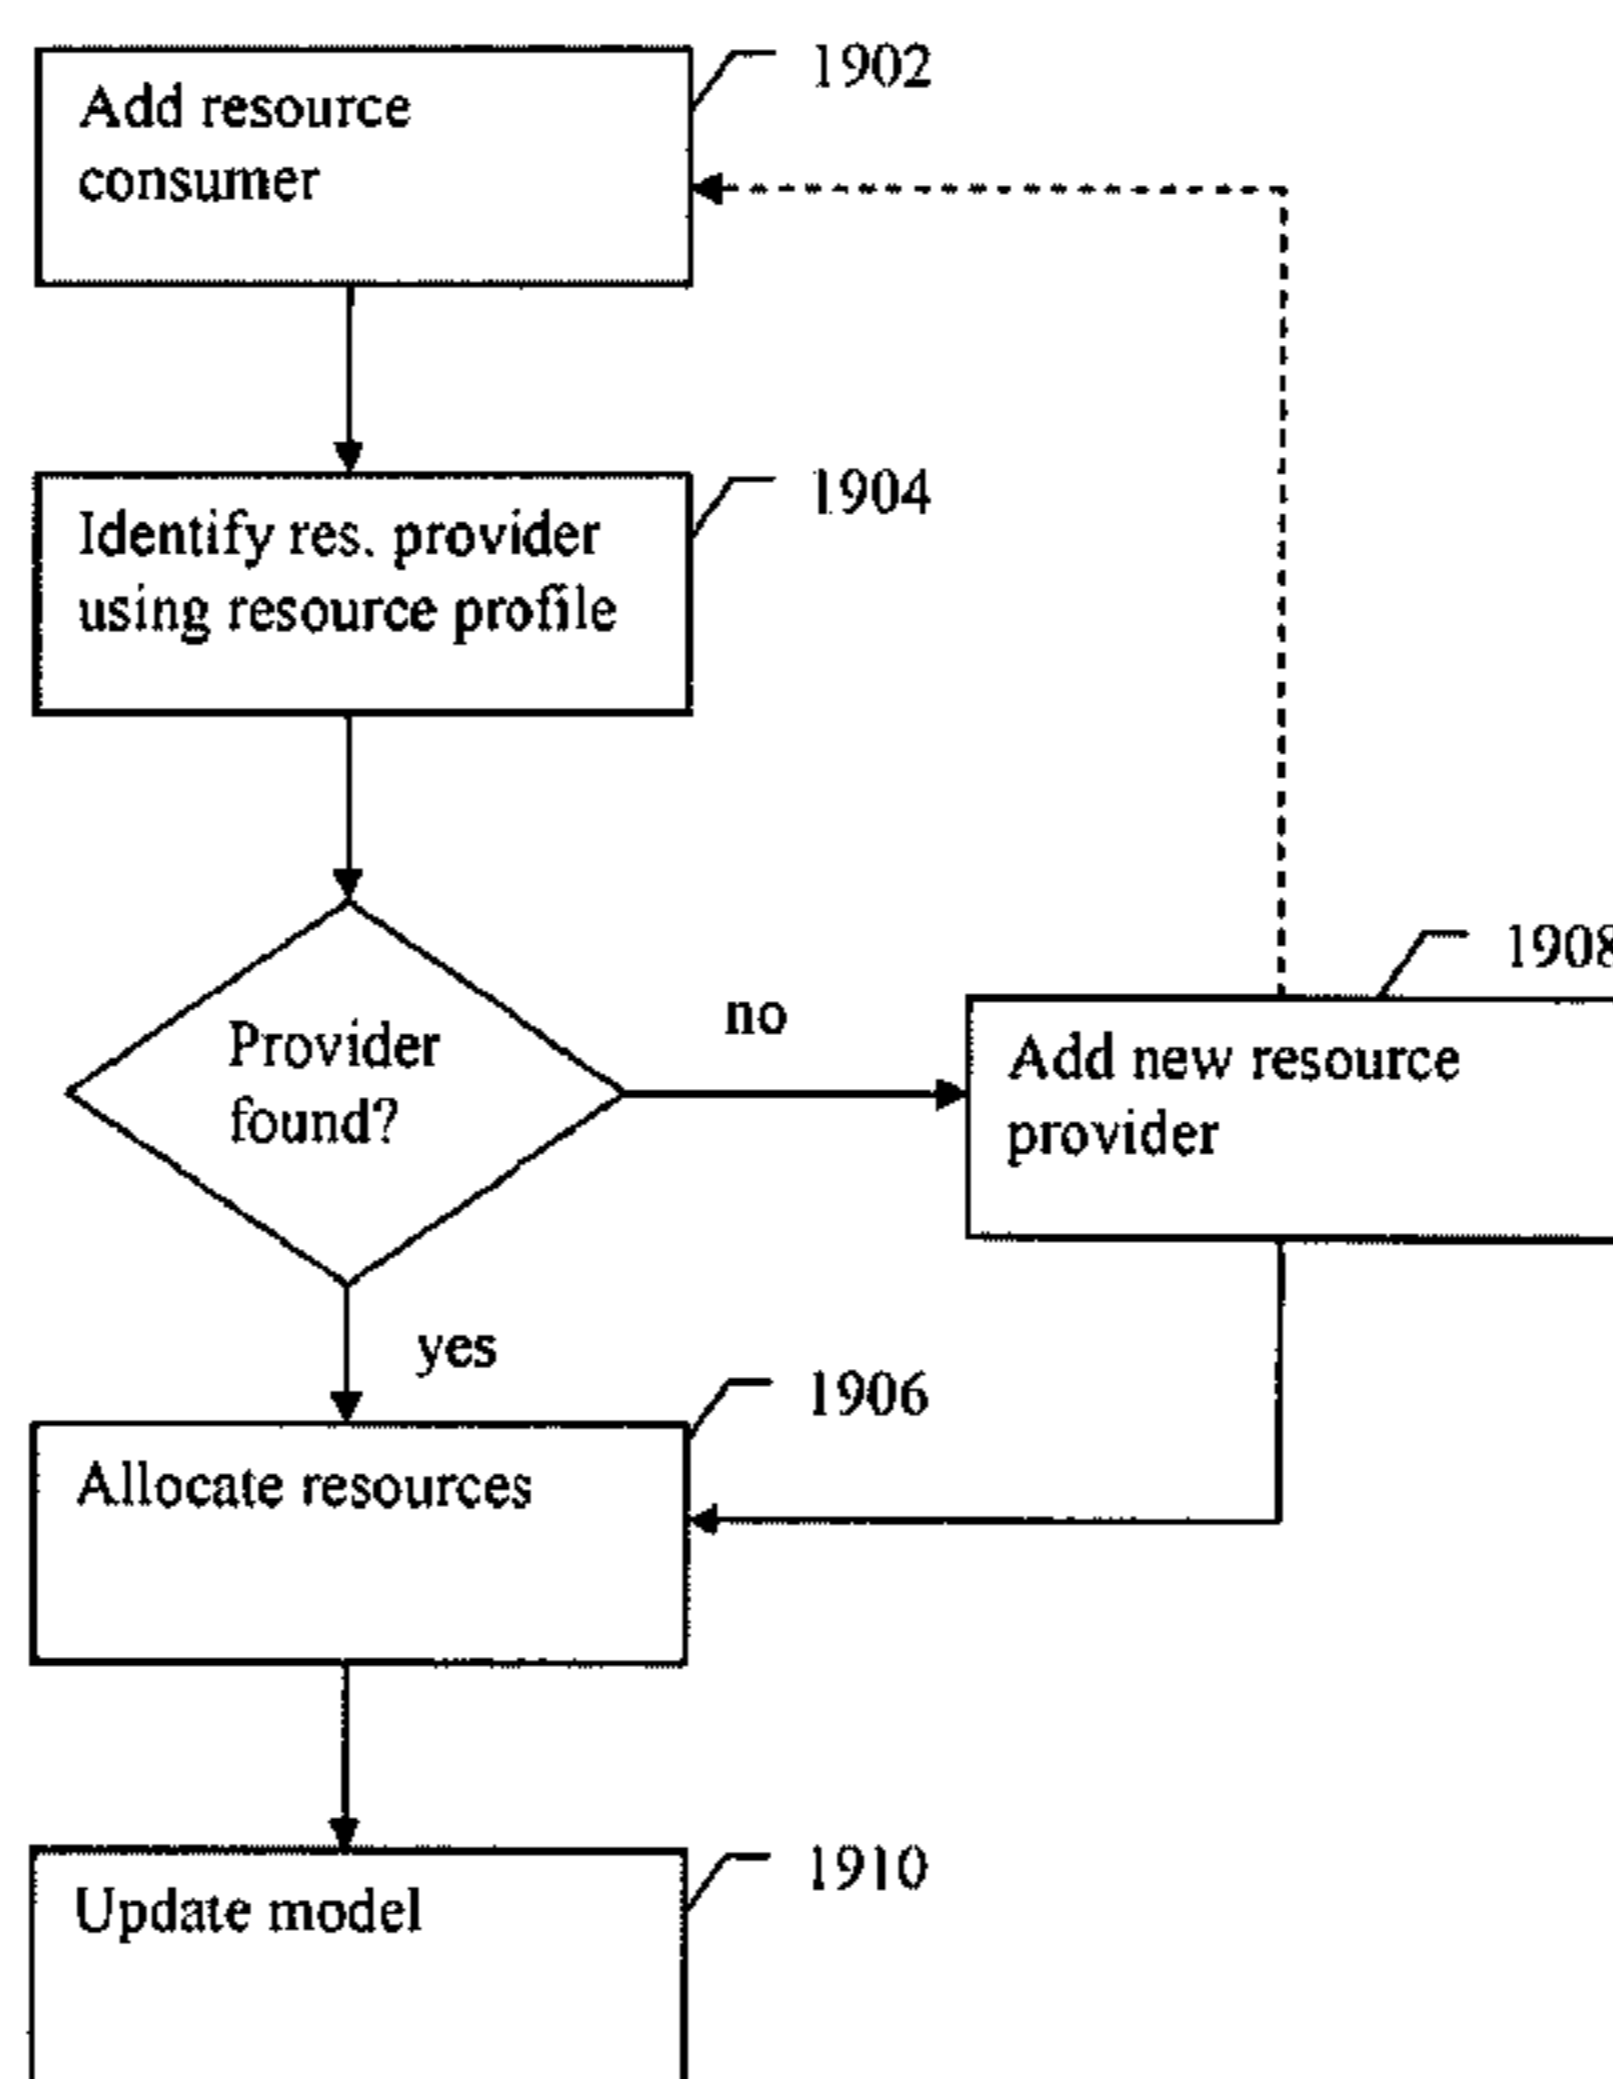 1902
Add resource
consumer
1904
Identify res. provider
using resource profile
1908
Provider
found?
no
Add new resource
provider
yes
1906
Allocate resources
1910
Update model